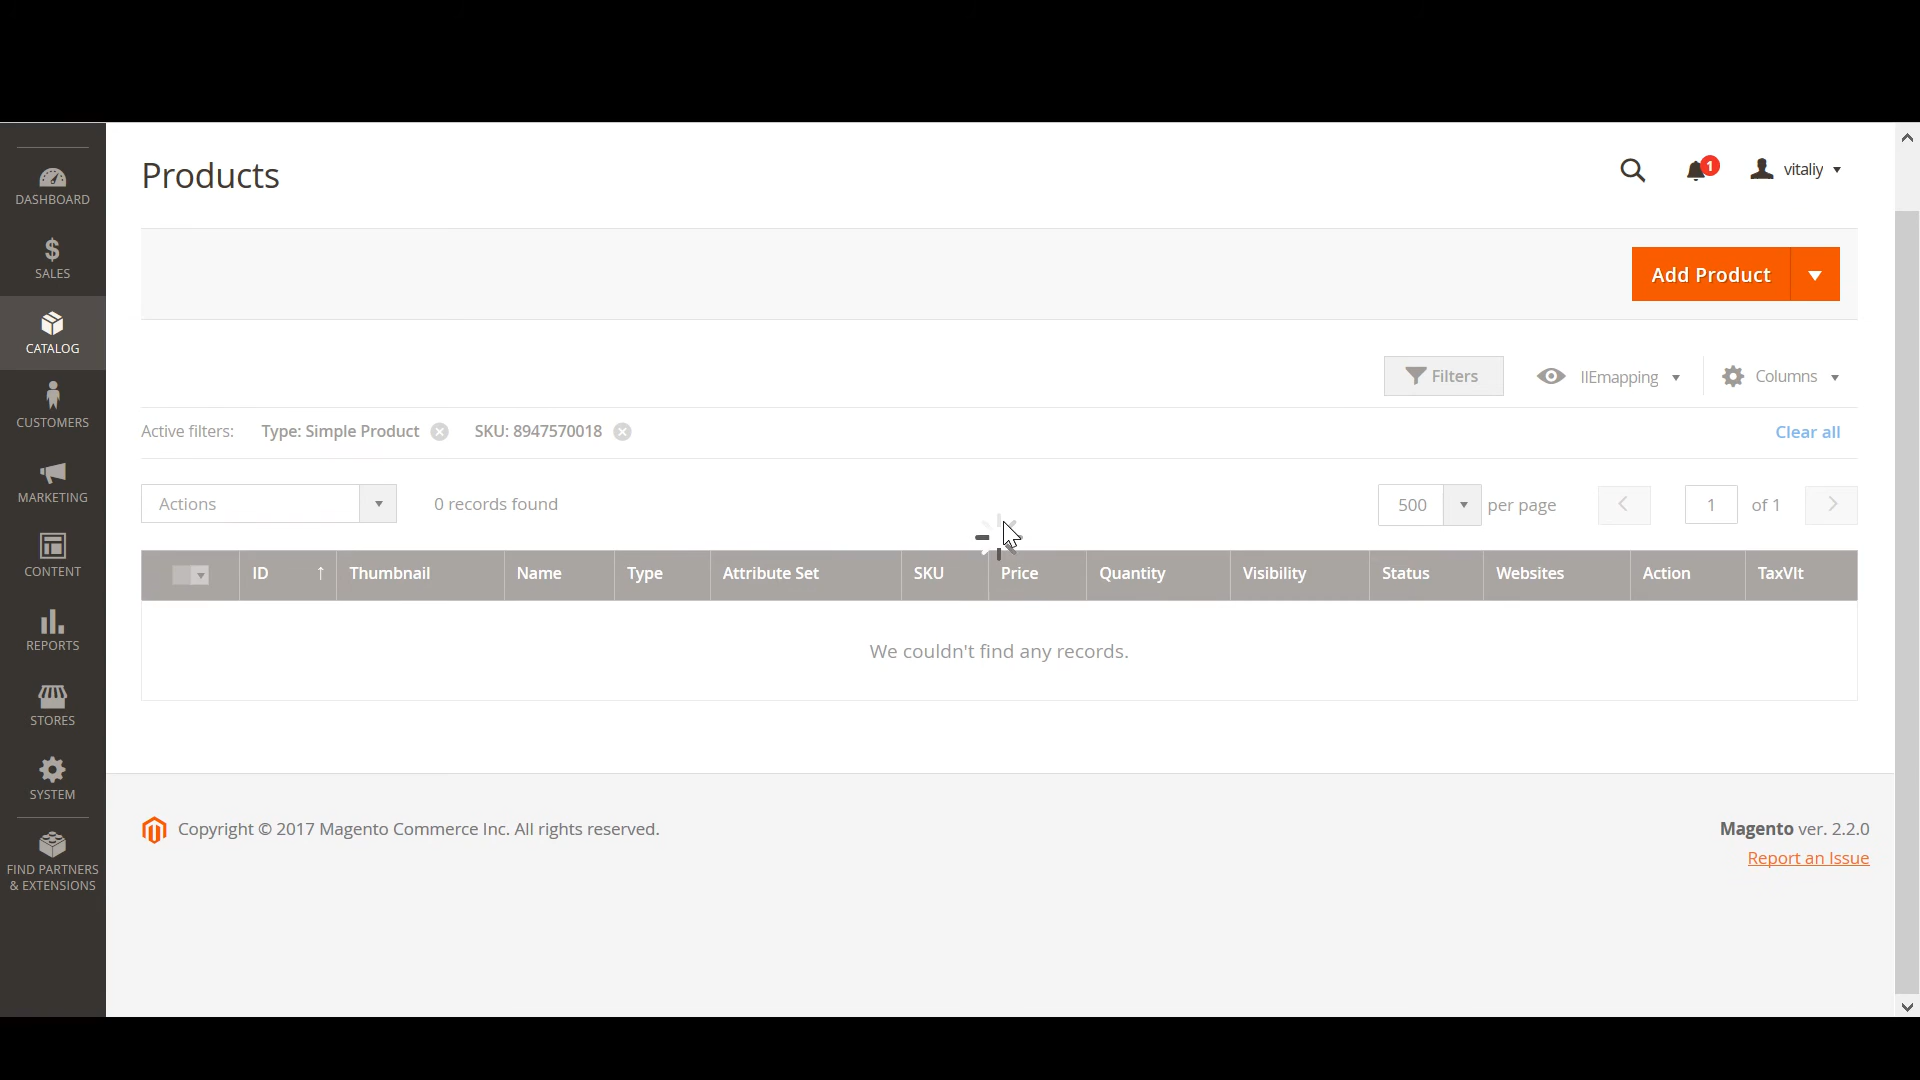 Products
1
vitaliy
DASHBOARD
SALES
CATALOG
CUSTOMERS
MARKETING
CONTENT
REPORTS
STORES
SYSTEM
FIND PARTNERS
& EXTENSIONS
Add Product
Filters
IIEmapping
Columns
Active filters: Type: Simple Product SKU: 8947570018 Clear all
Actions 0 records found 500 per page 1 of 1
ID ↑ Thumbnail Name Type Attribute Set SKU Price Quantity Visibility Status Websites Action TaxVlt
We couldn't find any records.
Copyright © 2017 Magento Commerce Inc. All rights reserved.
Magento ver. 2.2.0
Report an Issue